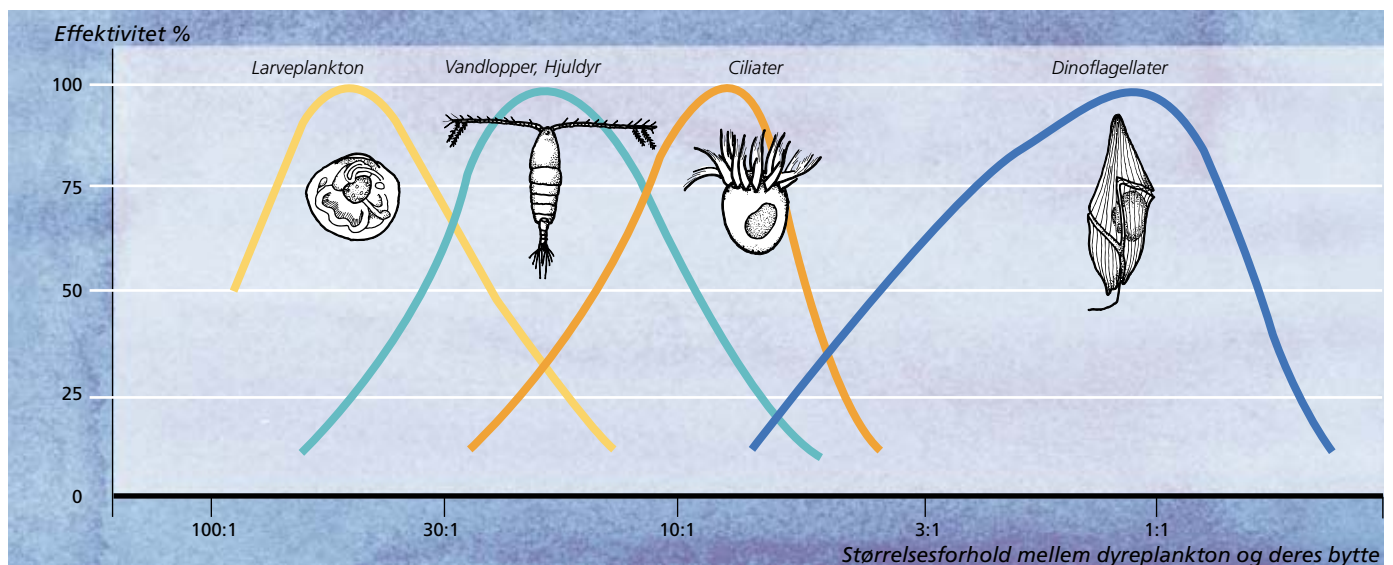 Effektivitet %
Larveplankton
Vandlopper, Hjuldyr
Ciliater
Dinoflagellater
100
75
50
25
0
100:1
30:1
10:1
3:1
1:1
Størrelsesforhold mellem dyreplankton og deres bytte